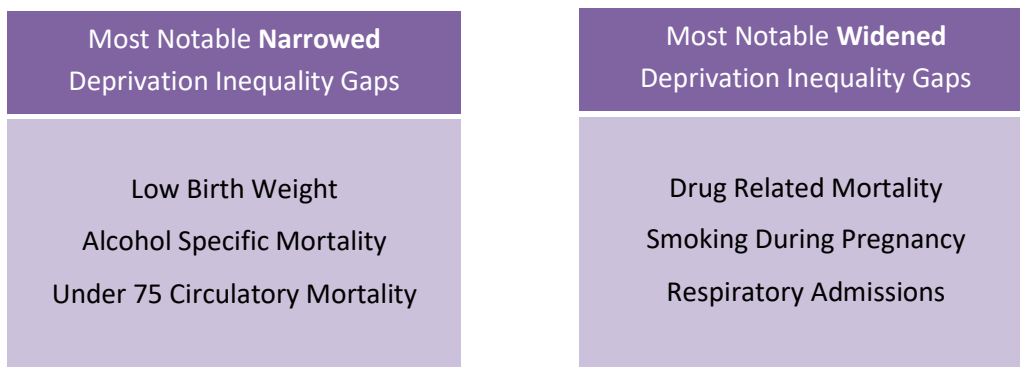 Most Notable Narrowed
Deprivation Inequality Gaps
Low Birth Weight
Alcohol Specific Mortality
Under 75 Circulatory Mortality
Most Notable Widened
Deprivation Inequality Gaps
Drug Related Mortality
Smoking During Pregnancy
Respiratory Admissions